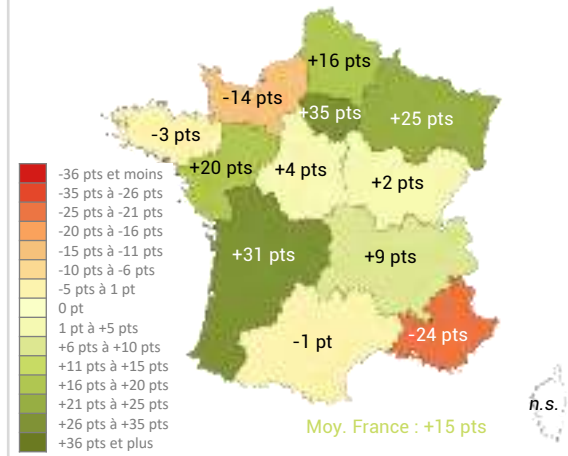 +16 pts
-14 pts
+35 pts
+25 pts
-3 pts
+20 pts
+4 pts
+2 pts
+31 pts
+9 pts
-1 pt
-24 pts
n.s.
Moy. France : +15 pts
-36 pts et moins
-35 pts à -26 pts
-25 pts à -21 pts
-20 pts à -16 pts
-15 pts à -11 pts
-10 pts à -6 pts
-5 pts à 1 pt
0 pt
1 pt à +5 pts
+6 pts à +10 pts
+11 pts à +15 pts
+16 pts à +20 pts
+21 pts à +25 pts
+26 pts à +35 pts
+36 pts et plus